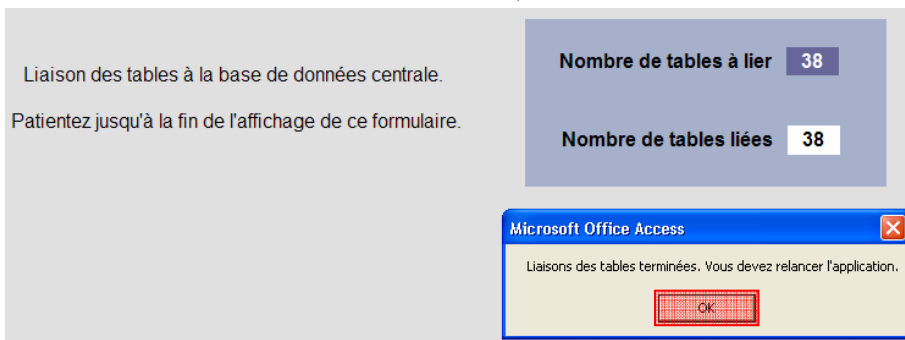 Liaison des tables à la base de données centrale.
Patientez jusqu'à la fin de l'affichage de ce formulaire.
Nombre de tables à lier 38
Nombre de tables liées 38
Microsoft Office Access
Liaisons des tables terminées. Vous devez relancer l'application.
OK